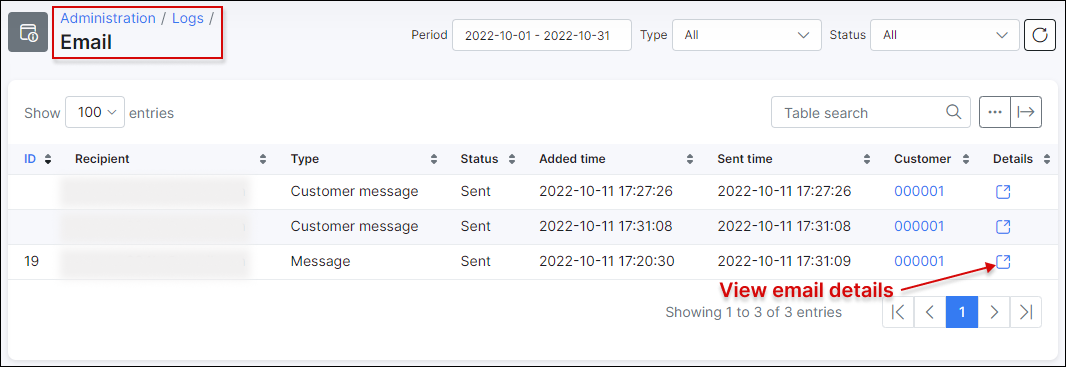 Administration / Logs /
Email
Period 2022-10-01 - 2022-10-31 Type All Status All
Show 100 entries Table search
ID Recipient Type Status Added time Sent time Customer Details
Customer message Sent 2022-10-11 17:27:26 2022-10-11 17:27:26 000001
Customer message Sent 2022-10-11 17:31:08 2022-10-11 17:31:08 000001
19 Message Sent 2022-10-11 17:20:30 2022-10-11 17:31:09 000001
View email details
Showing 1 to 3 of 3 entries 1